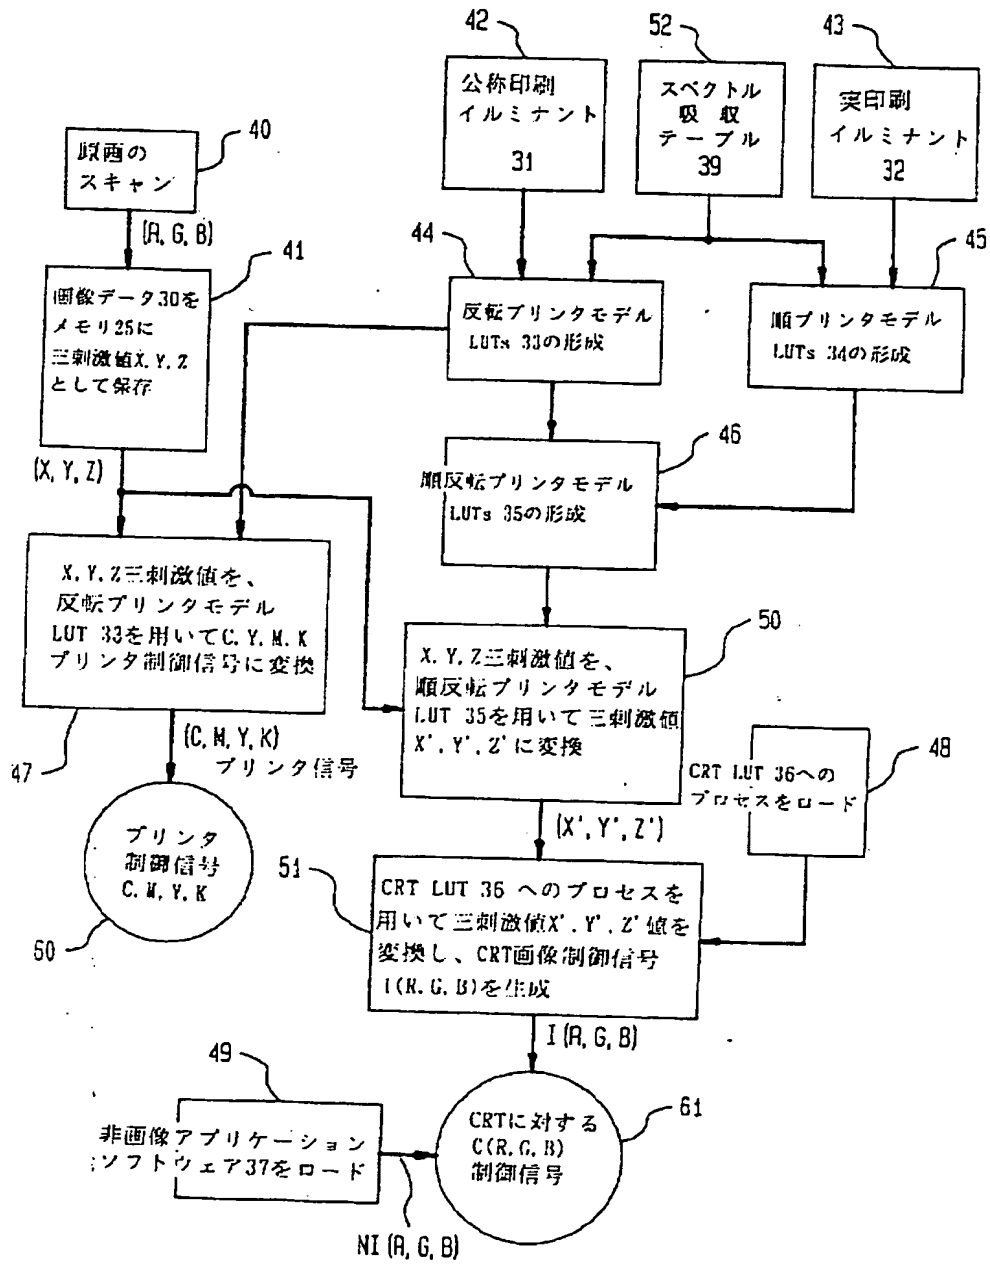 42
公称印刷
イルミナント
31
52
スペクトル
吸収
テーブル
39
43
実印刷
イルミナント
32
40
原画の
スキャン
(R, G, B)
41
画像データ30を
メモリ25に
三刺激値X, Y, Z
として保存
(X, Y, Z)
44
反転プリンタモデル
LUTs 33の形成
45
順プリンタモデル
LUTs 34の形成
46
順反転プリンタモデル
LUTs 35の形成
X, Y, Z三刺激値を、
反転プリンタモデル
LUT 33を用いてC, Y, M, K
プリンタ制御信号に変換
47
(C, M, Y, K)
プリンタ信号
プリンタ
制御信号
C, M, Y, K
60
50
X, Y, Z三刺激値を、
順反転プリンタモデル
LUT 35を用いて三刺激値
X', Y', Z'に変換
(X', Y', Z')
48
CRT LUT 36への
プロセスをロード
51
CRT LUT 36 へのプロセスを
用いて三刺激値X', Y', Z'値を
変換し、CRT画像制御信号
I(R, G, B)を生成
I (R, G, B)
49
非画像アプリケーション
ソフトウェア37をロード
NI (R, G, B)
61
CRTに対する
C(R, G, B)
制御信号